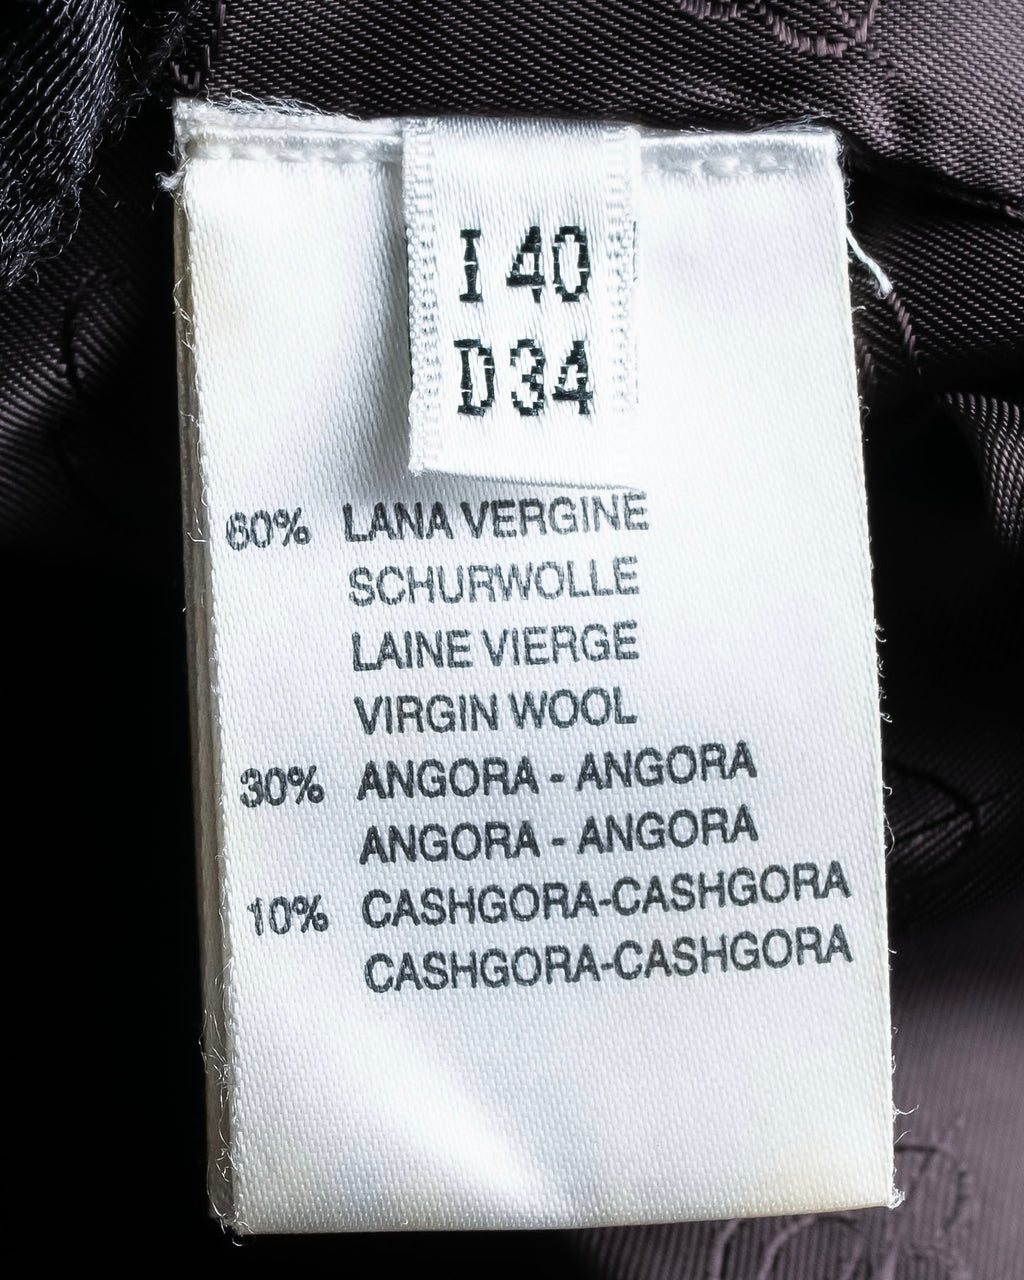 I 40
D 34
60% LANA VERGINE
SCHURWOLLE
LAINE VIERGE
VIRGIN WOOL
30% ANGORA - ANGORA
ANGORA - ANGORA
10% CASHGORA-CASHGORA
CASHGORA-CASHGORA